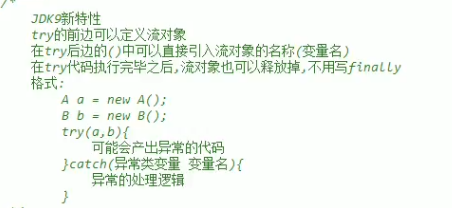 /*
JDK9新特性
try的前边可以定义流对象
在try后边的()中可以直接引入流对象的名称(变量名)
在try代码执行完毕之后,流对象也可以释放掉,不用写finally
格式:
A a = new A();
B b = new B();
try(a,b){
可能会产出异常的代码
}catch(异常类变量 变量名){
异常的处理逻辑
}